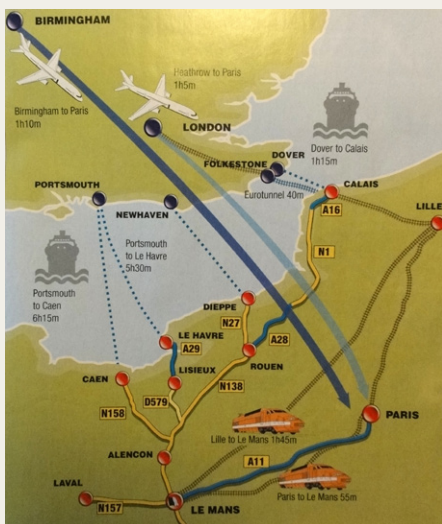 BIRMINGHAM
Heathrow to Paris
1h5m
Birmingham to Paris
1h10m
LONDON
Dover to Calais
1h15m
DOVER
FOLKESTONE
PORTSMOUTH
CALAIS
Eurotunnel 40m
A16
LILLE
NEWHAVEN
Portsmouth
to Le Havre
5h30m
N1
Portsmouth
to Caen
6h15m
DIEPPE
N27
LE HAVRE
A29
A28
LISIEUX
ROUEN
CAEN
D579
N138
N158
PARIS
Lille to Le Mans 1h45m
ALENCON
A11
LAVAL
Paris to Le Mans 55m
N157
LE MANS